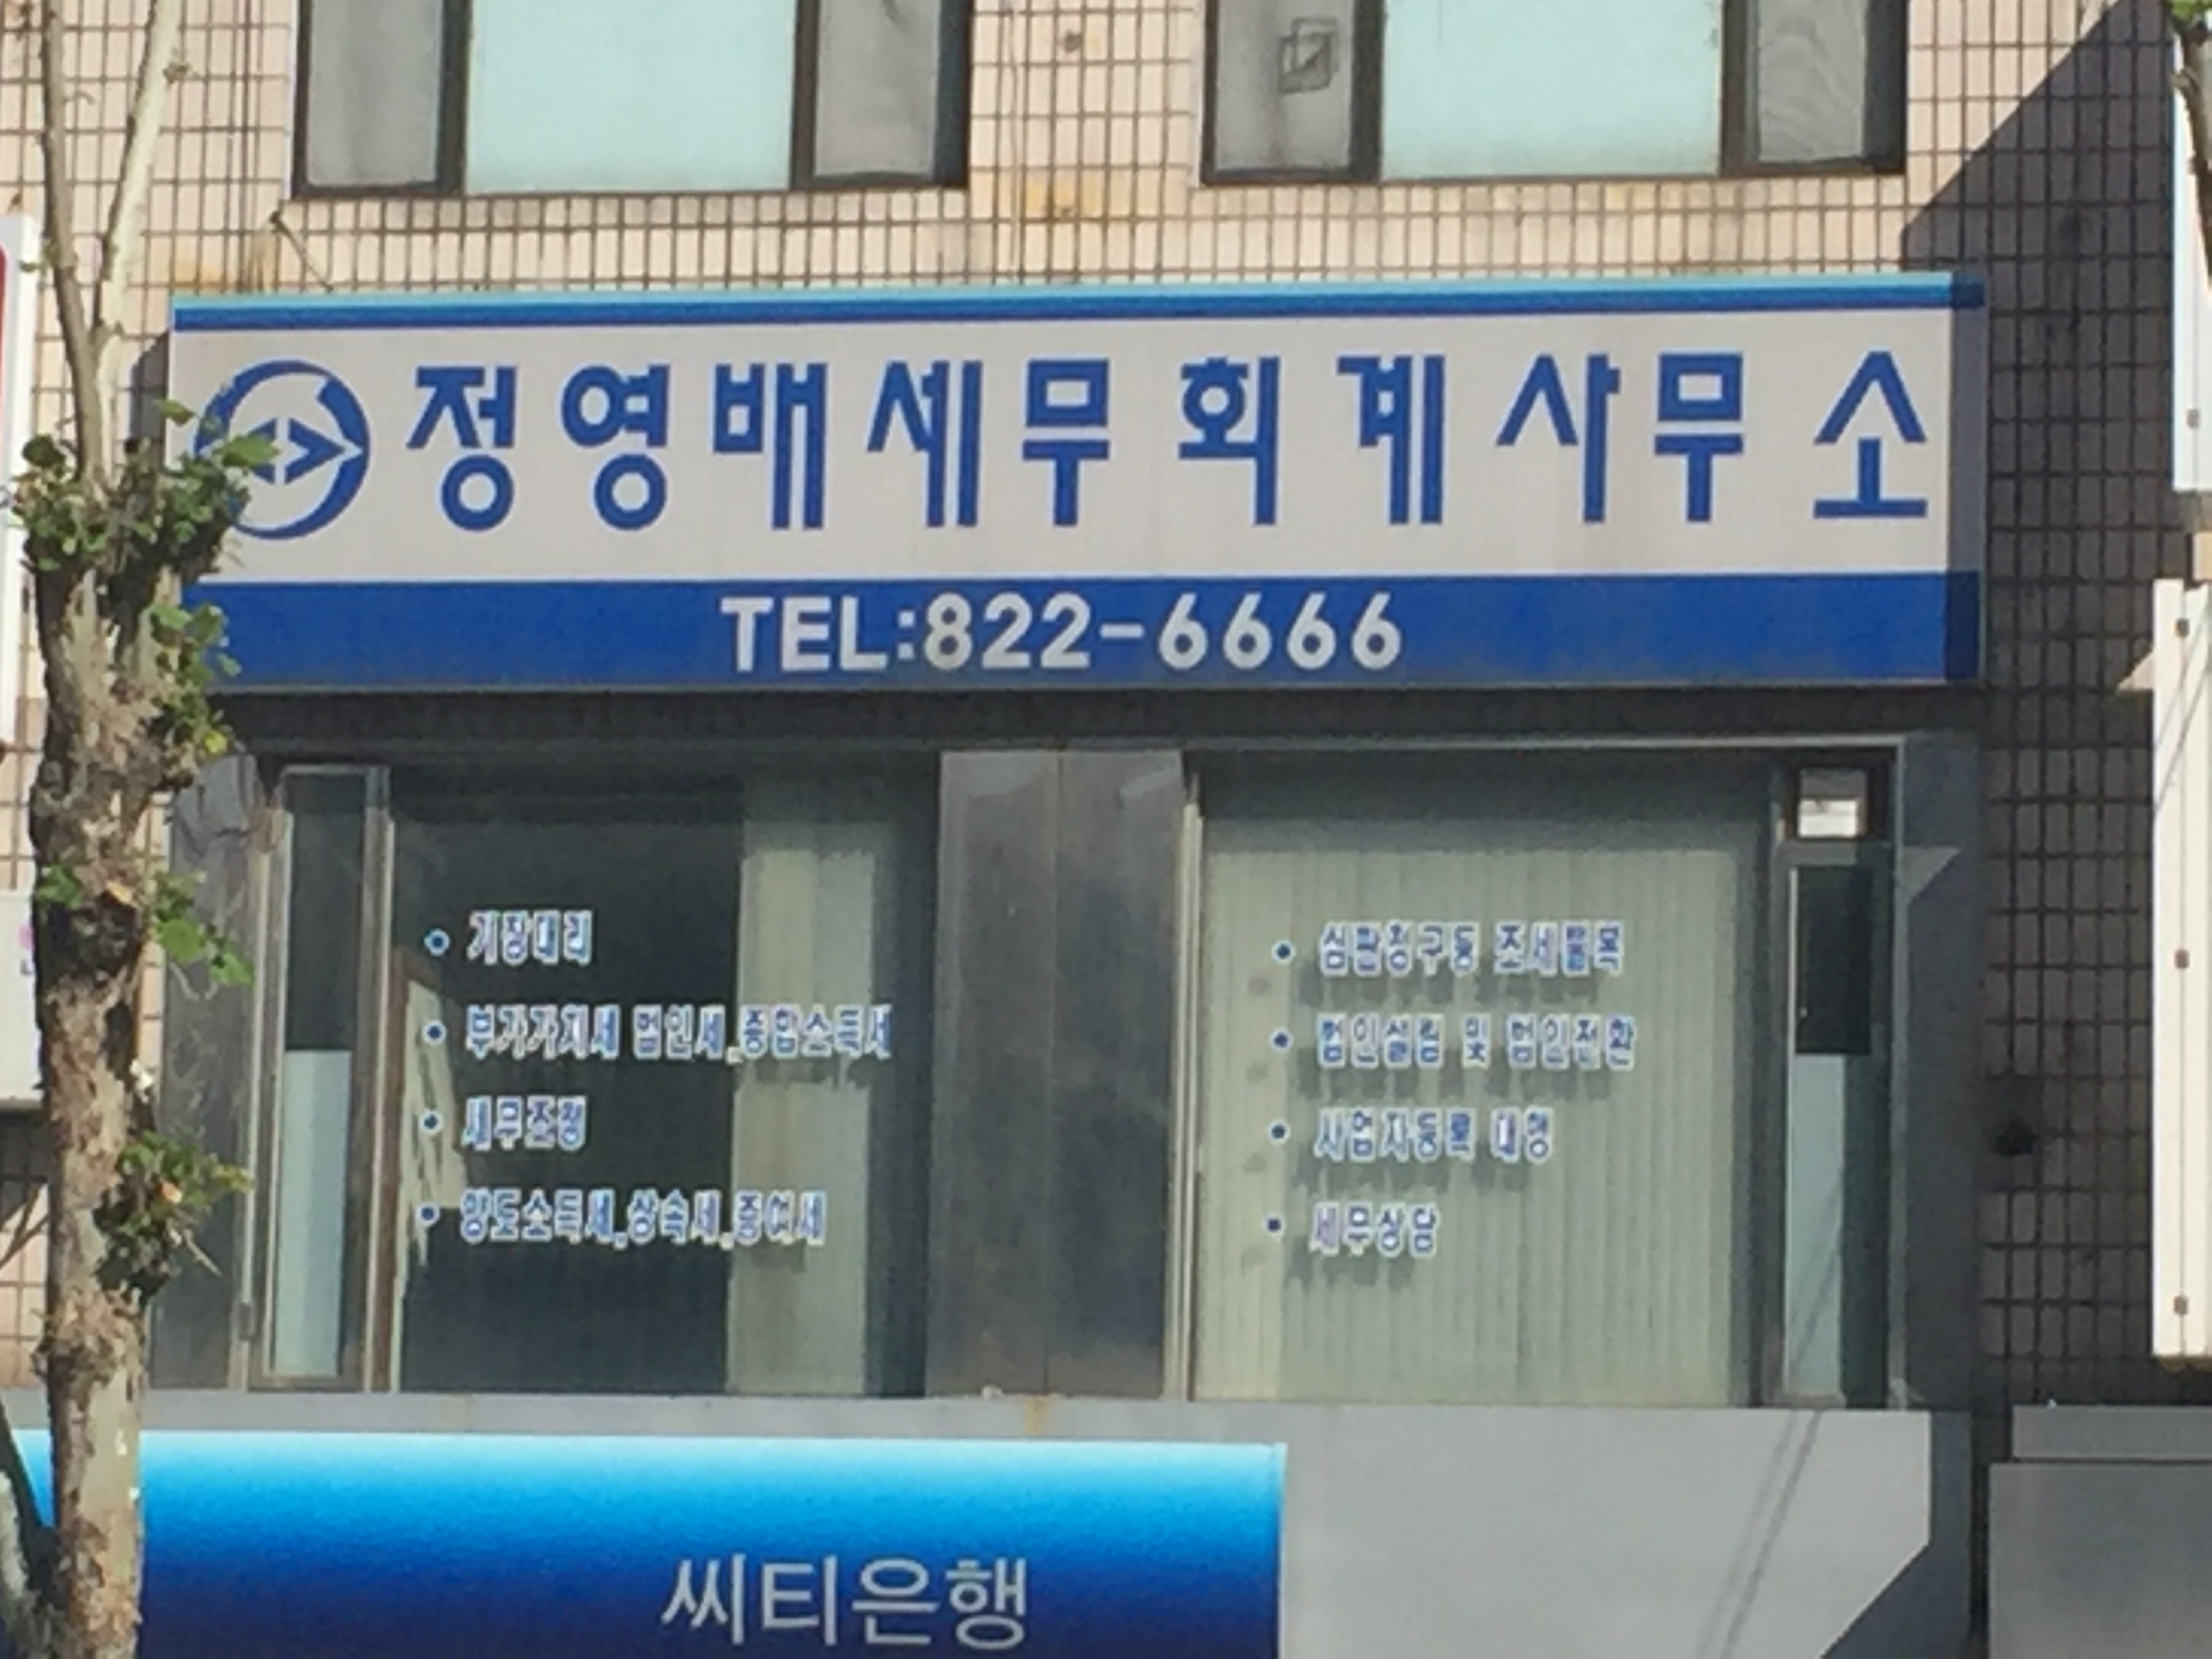 정영배세무회계사무소
TEL:822-6666
• 기장대리
• 부가가치세 법인세,종합소득세
• 세무조정
• 양도소득세,상속세,증여세
• 심판청구등 조세불복
• 법인설립 및 법인전환
• 사업자등록 대행
• 세무상담
씨티은행